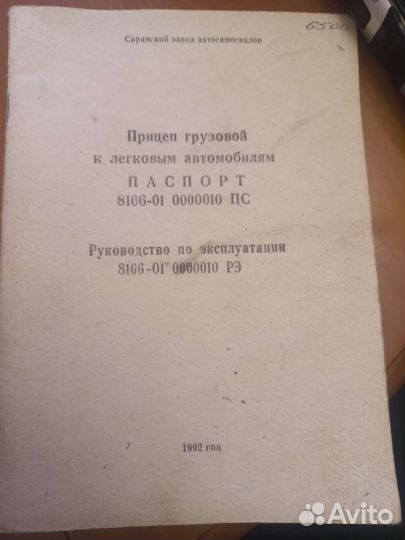 Саранский завод автосамосвалов
Прицеп грузовой
к легковым автомобилям
ПАСПОРТ
8166-01 0000010 ПС
Руководство по эксплуатации
8166-01 0000010 РЭ
1992 год
Avito